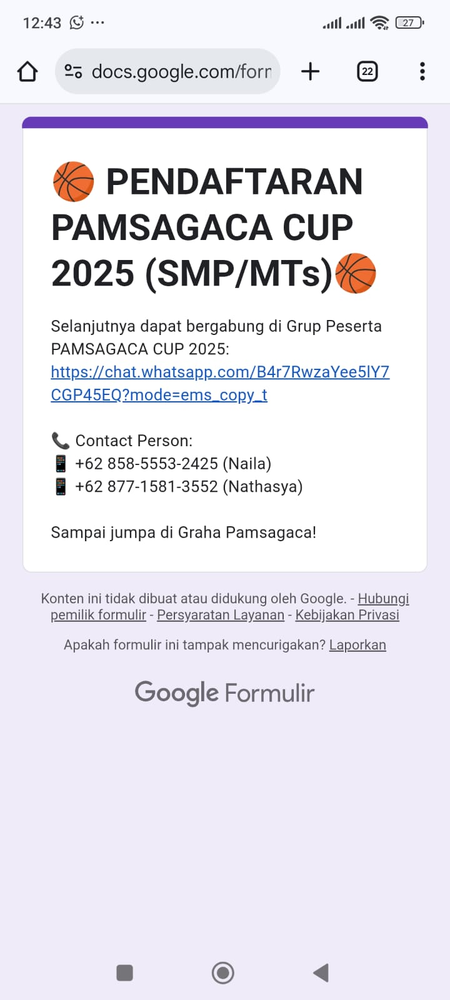 12:43
27
docs.google.com/forr
22
🏀 PENDAFTARAN
PAMSAGACA CUP
2025 (SMP/MTs)🏀
Selanjutnya dapat bergabung di Grup Peserta
PAMSAGACA CUP 2025:
https://chat.whatsapp.com/B4r7RwzaYee5lY7
CGP45EQ?mode=ems_copy_t
📞 Contact Person:
📱 +62 858-5553-2425 (Naila)
📱 +62 877-1581-3552 (Nathasya)
Sampai jumpa di Graha Pamsagaca!
Konten ini tidak dibuat atau didukung oleh Google. - Hubungi
pemilik formulir - Persyaratan Layanan - Kebijakan Privasi
Apakah formulir ini tampak mencurigakan? Laporkan
Google Formulir